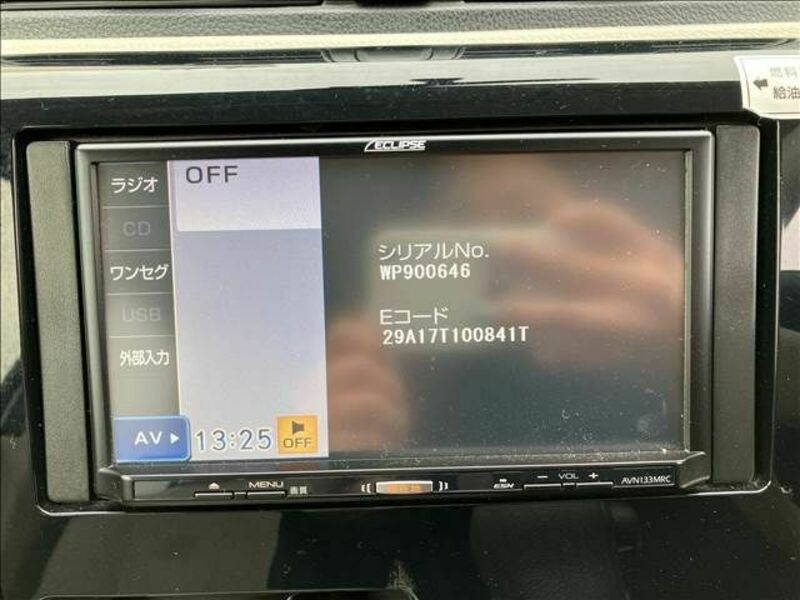 燃料
給油
ECLIPSE
ラジオ
OFF
CD
ワンセグ
シリアルNo.
WP900646
USB
Eコード
29A17T100841T
外部入力
AV
13:25
OFF
MENU
画質
ESN
− VOL +
AVN133MRC